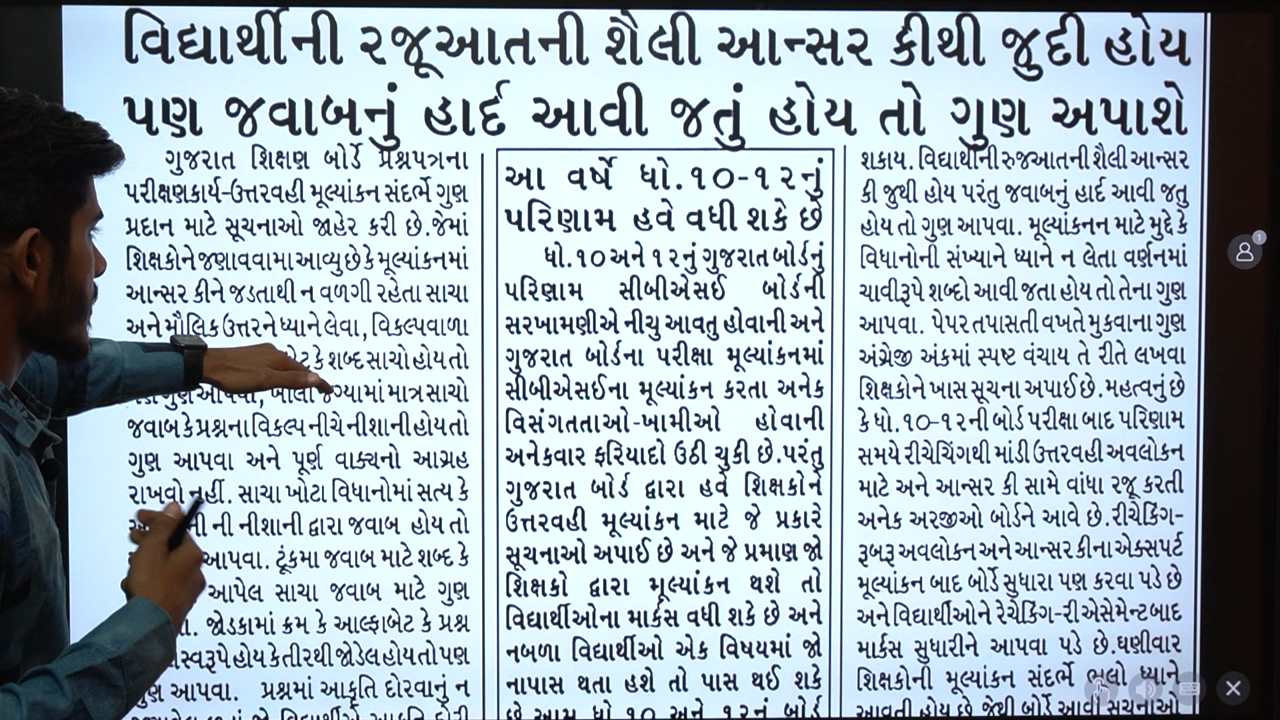 વિદ્યાર્થીની રજૂઆતની શૈલી આન્સર કીથી જુદી હોય
પણ જવાબનું હાર્દ આવી જતું હોય તો ગુણ અપાશે
ગુજરાત શિક્ષણ બોર્ડે પ્રશ્નપત્રના
પરીક્ષણકાર્ય-ઉત્તરવહી મૂલ્યાંકન સંદર્ભે ગુણ
પ્રદાન માટે સૂચનાઓ જાહેર કરી છે.જેમાં
શિક્ષકોને જણાવવામા આવ્યુ છે કે મૂલ્યાંકનમાં
આન્સર કીને જડતાથી ન વળગી રહેતા સાચા
અને મૌલિક ઉત્તરને ધ્યાને લેવા, વિકલ્પવાળા
કે શબ્દ સાચો હોય તો
ગુણ આપવા, ખાલી જગ્યામાં માત્ર સાચો
જવાબ કે પ્રશ્નના વિકલ્પ નીચે નીશાની હોય તો
ગુણ આપવા અને પૂર્ણ વાક્યનો આગ્રહ
રાખવો નહીં. સાચા ખોટા વિધાનોમાં સત્ય કે
ની નીશાની દ્વારા જવાબ હોય તો
આપવા. ટૂંકમા જવાબ માટે શબ્દ કે
આપેલ સાચા જવાબ માટે ગુણ
જોડકામાં ક્રમ કે આલ્ફાબેટ કે પ્રશ્ન
સ્વરૂપે હોય કે તીરથી જોડેલ હોય તો પણ
ગુણ આપવા. પ્રશ્નમાં આકૃતિ દોરવાનું ન
આ વર્ષે ધો.૧૦-૧૨નું
પરિણામ હવે વધી શકે છે
ધો.૧૦ અને ૧૨નું ગુજરાત બોર્ડનું
પરિણામ સીબીએસઈ બોર્ડની
સરખામણીએ નીચુ આવતુ હોવાની અને
ગુજરાત બોર્ડના પરીક્ષા મૂલ્યાંકનમાં
સીબીએસઈના મૂલ્યાંકન કરતા અનેક
વિસંગતતાઓ-ખામીઓ હોવાની
અનેકવાર ફરિયાદો ઉઠી ચુકી છે.પરંતુ
ગુજરાત બોર્ડ દ્વારા હવે શિક્ષકોને
ઉત્તરવહી મૂલ્યાંકન માટે જે પ્રકારે
સૂચનાઓ અપાઈ છે અને જે પ્રમાણે જો
શિક્ષકો દ્વારા મૂલ્યાંકન થશે તો
વિદ્યાર્થીઓના માર્કસ વધી શકે છે અને
નબળા વિદ્યાર્થીઓ એક વિષયમાં જો
નાપાસ થતા હશે તો પાસ થઈ શકે
છે.આમ ધો.૧૦ અને ૧૨નું બોર્ડ
શકાય. વિદ્યાર્થીની રુજઆતની શૈલી આન્સર
કી જુથી હોય પરંતુ જવાબનું હાર્દ આવી જતુ
હોય તો ગુણ આપવા. મૂલ્યાંકનન માટે મુદ્દે કે
વિધાનોની સંખ્યાને ધ્યાને ન લેતા વર્ણનમાં
ચાવીરૂપે શબ્દો આવી જતા હોય તો તેના ગુણ
આપવા. પેપર તપાસતી વખતે મુકવાના ગુણ
અંગ્રેજી અંકમાં સ્પષ્ટ વંચાય તે રીતે લખવા
શિક્ષકોને ખાસ સૂચના અપાઈ છે.મહત્વનું છે
કે ધો.૧૦-૧૨ની બોર્ડ પરીક્ષા બાદ પરિણામ
સમયે રીચેચિંગથી માંડી ઉત્તરવહી અવલોકન
માટે અને આન્સર કી સામે વાંધા રજૂ કરતી
અનેક અરજીઓ બોર્ડને આવે છે.રીચેકિંગ-
રૂબરૂ અવલોકન અને આન્સર કીના એક્સપર્ટ
મૂલ્યાંકન બાદ બોર્ડે સુધારા પણ કરવા પડે છે
અને વિદ્યાર્થીઓને રેચેકિંગ-રીએસેમેન્ટ બાદ
માર્કસ સુધારીને આપવા પડે છે.ઘણીવાર
શિક્ષકોની મૂલ્યાંકન સંદર્ભે ભૂલો ધ્યાને
આવતી હોય છે.જેથી બોર્ડે આવી સૂચનાઓ